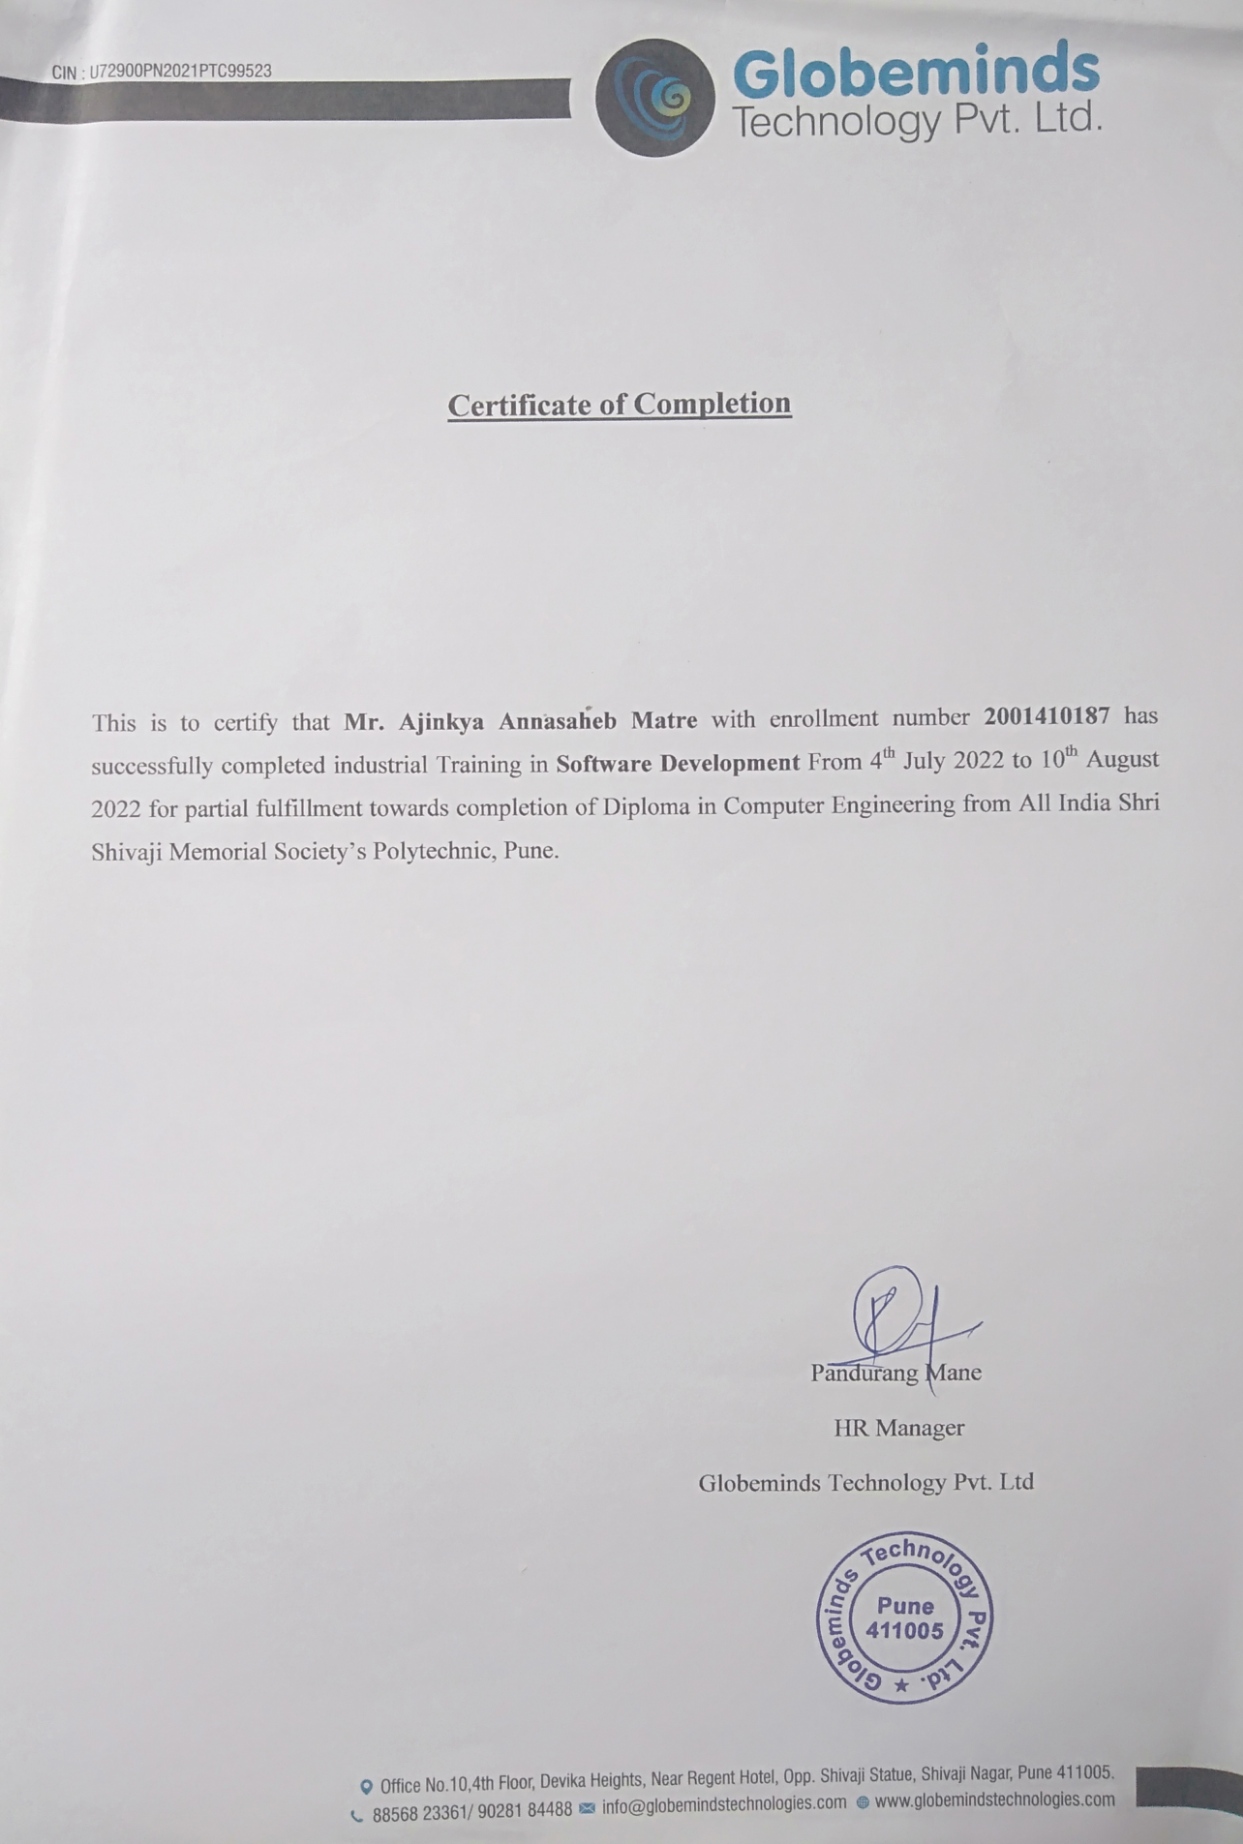 CIN : U72900PN2021PTC99523
Globeminds
Technology Pvt. Ltd.
Certificate of Completion
This is to certify that Mr. Ajinkya Annasaheb Matre with enrollment number 2001410187 has
successfully completed industrial Training in Software Development From 4th July 2022 to 10th August
2022 for partial fulfillment towards completion of Diploma in Computer Engineering from All India Shri
Shivaji Memorial Society’s Polytechnic, Pune.
Pandurang Mane
HR Manager
Globeminds Technology Pvt. Ltd
Globeminds Technology Pvt. Ltd. ★
Pune
411005
Office No.10,4th Floor, Devika Heights, Near Regent Hotel, Opp. Shivaji Statue, Shivaji Nagar, Pune 411005.
88568 23361/ 90281 84488 info@globemindstechnologies.com www.globemindstechnologies.com